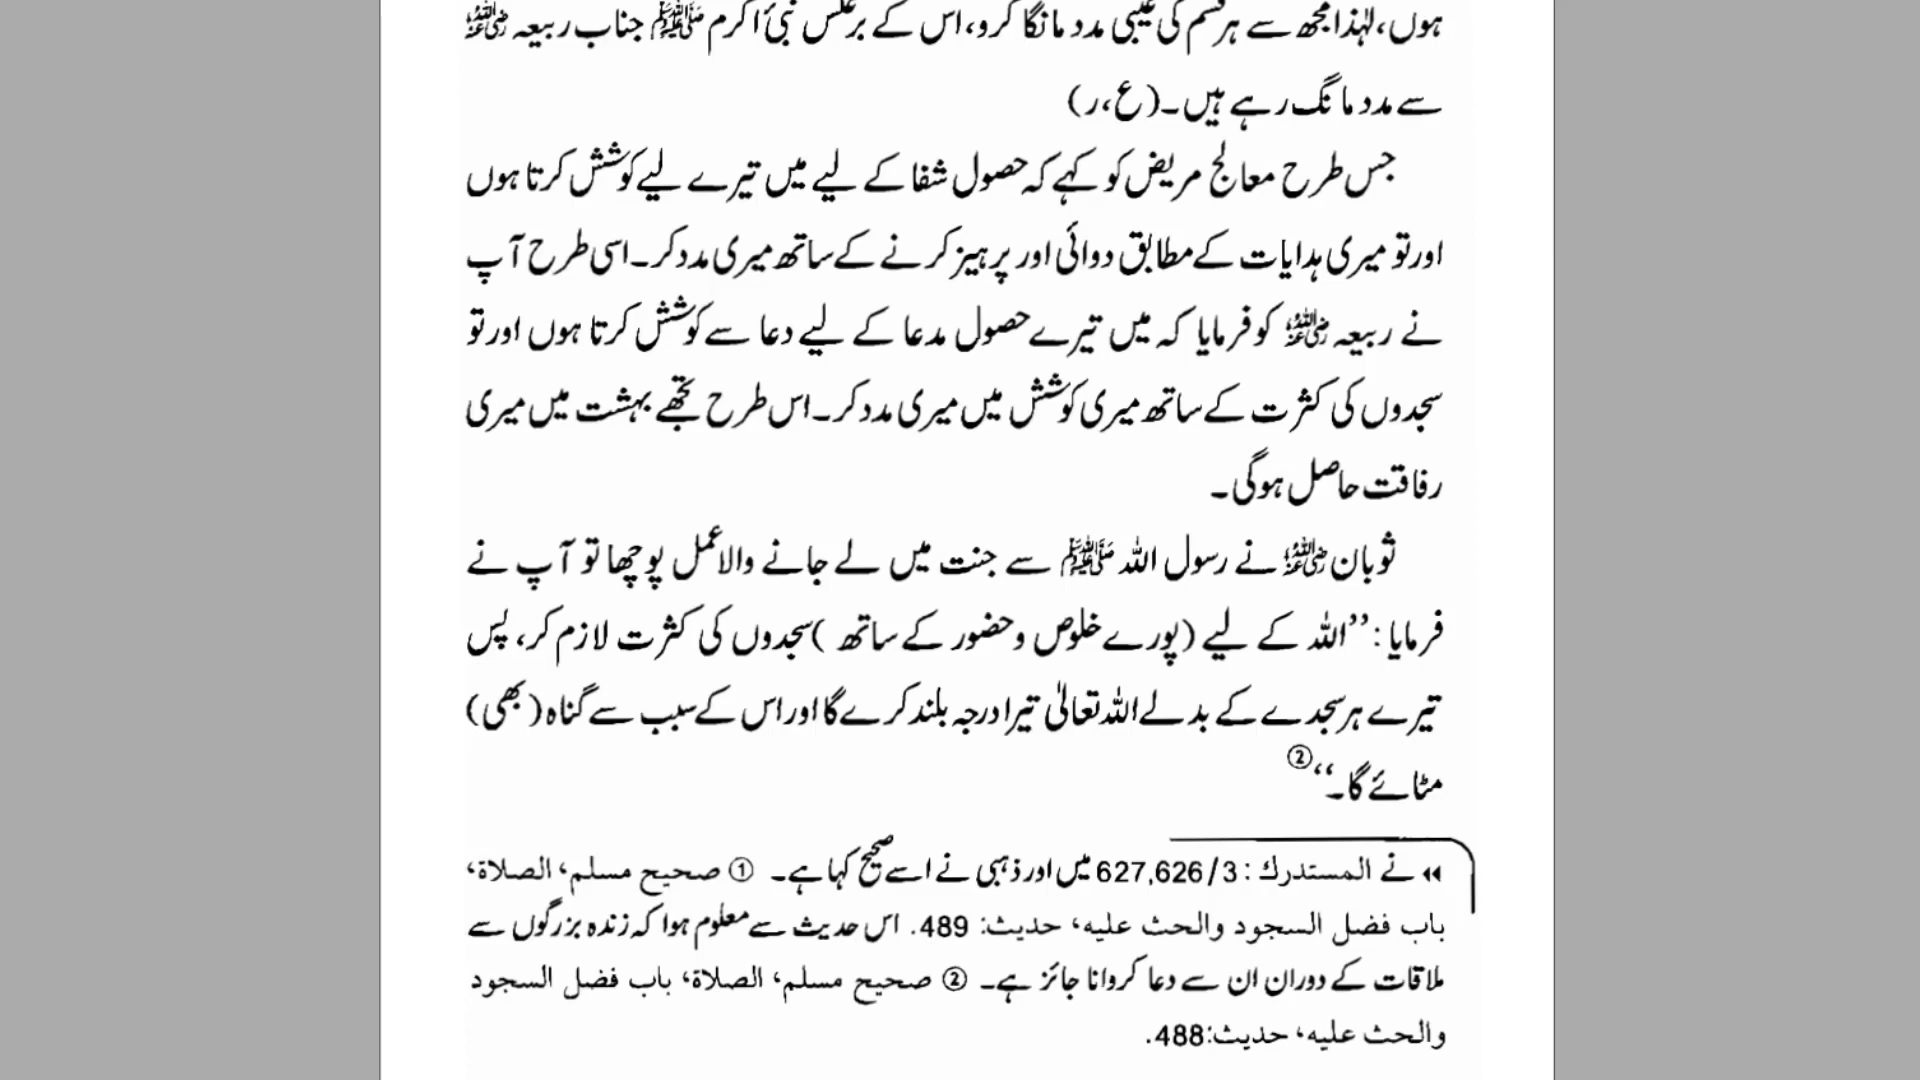 ہوں، لہٰذا مجھ سے ہر قسم کی غیبی مدد مانگا کرو، اس کے برعکس نبیٔ اکرم ﷺ جناب ربیعہ رضی اللہ عنہ
سے مدد مانگ رہے ہیں۔ (ع،ر)
جس طرح معالج مریض کو کہے کہ حصول شفا کے لیے میں تیرے لیے کوشش کرتا ہوں
اور تو میری ہدایات کے مطابق دوائی اور پرہیز کرنے کے ساتھ میری مدد کر۔ اسی طرح آپ
نے ربیعہ رضی اللہ عنہ کو فرمایا کہ میں تیرے حصول مدعا کے لیے دعا سے کوشش کرتا ہوں اور تو
سجدوں کی کثرت کے ساتھ میری کوشش میں میری مدد کر۔ اس طرح تجھے بہشت میں میری
رفاقت حاصل ہوگی۔
ثوبان رضی اللہ عنہ نے رسول اللہ ﷺ سے جنت میں لے جانے والا عمل پوچھا تو آپ نے
فرمایا: ’’اللہ کے لیے (پورے خلوص و حضور کے ساتھ) سجدوں کی کثرت لازم کر، پس
تیرے ہر سجدے کے بدلے اللہ تعالیٰ تیرا درجہ بلند کرے گا اور اس کے سبب سے گناہ (بھی)
مٹائے گا۔‘‘ ②
◂◂ نے المستدرك : 627,626/3 میں اور ذہبی نے اسے صحیح کہا ہے۔ ① صحيح مسلم، الصلاة،
باب فضل السجود والحث عليه، حديث: 489. اس حدیث سے معلوم ہوا کہ زندہ بزرگوں سے
ملاقات کے دوران ان سے دعا کروانا جائز ہے۔ ② صحيح مسلم، الصلاة، باب فضل السجود
والحث عليه، حديث:488.